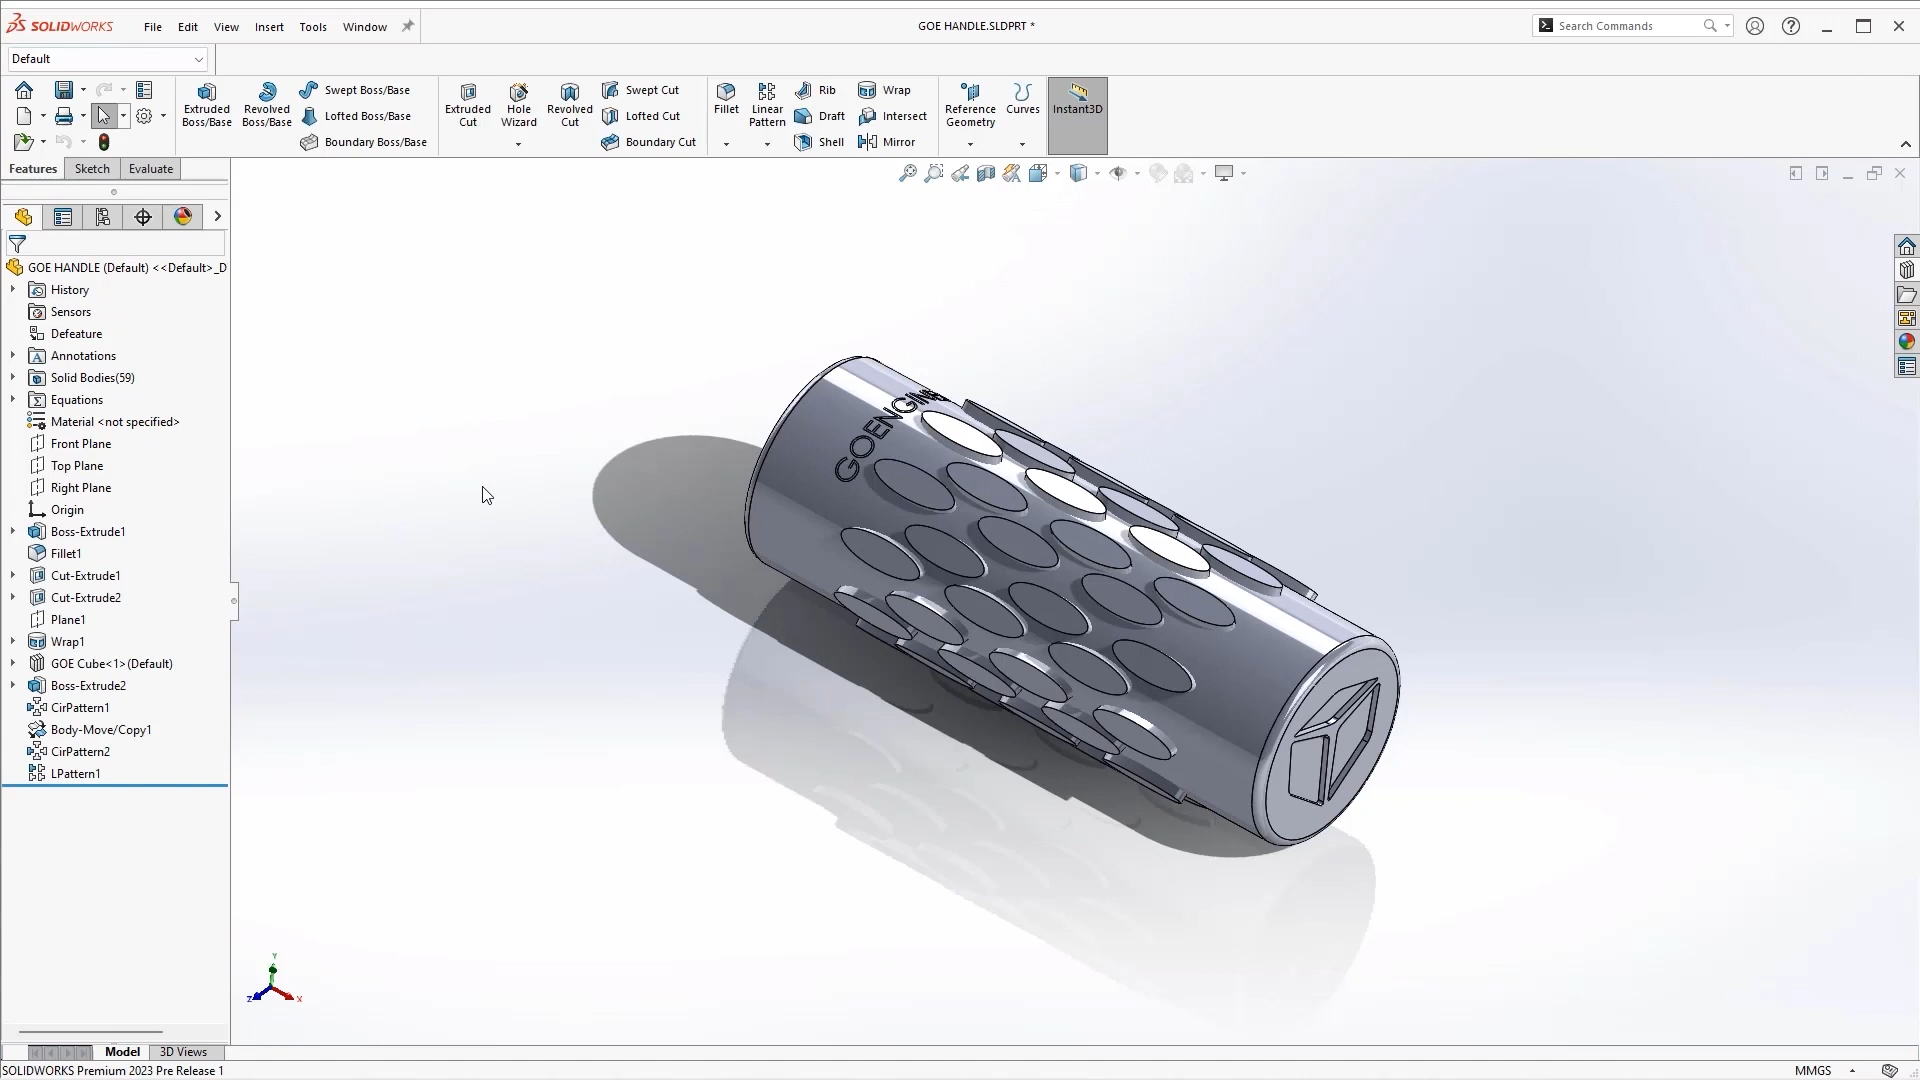 SOLIDWORKS
File Edit View Insert Tools Window
GOE HANDLE.SLDPRT *
Search Commands
Default
Extruded Boss/Base
Revolved Boss/Base
Swept Boss/Base
Lofted Boss/Base
Boundary Boss/Base
Extruded Cut
Hole Wizard
Revolved Cut
Swept Cut
Lofted Cut
Boundary Cut
Fillet
Linear Pattern
Rib
Draft
Shell
Wrap
Intersect
Mirror
Reference Geometry
Curves
Instant3D
Features Sketch Evaluate
GOE HANDLE (Default) <<Default>_D
History
Sensors
Defeature
Annotations
Solid Bodies(59)
Equations
Material <not specified>
Front Plane
Top Plane
Right Plane
Origin
Boss-Extrude1
Fillet1
Cut-Extrude1
Cut-Extrude2
Plane1
Wrap1
GOE Cube<1>(Default)
Boss-Extrude2
CirPattern1
Body-Move/Copy1
CirPattern2
LPattern1
Y
Z X
Model 3D Views
SOLIDWORKS Premium 2023 Pre Release 1
MMGS